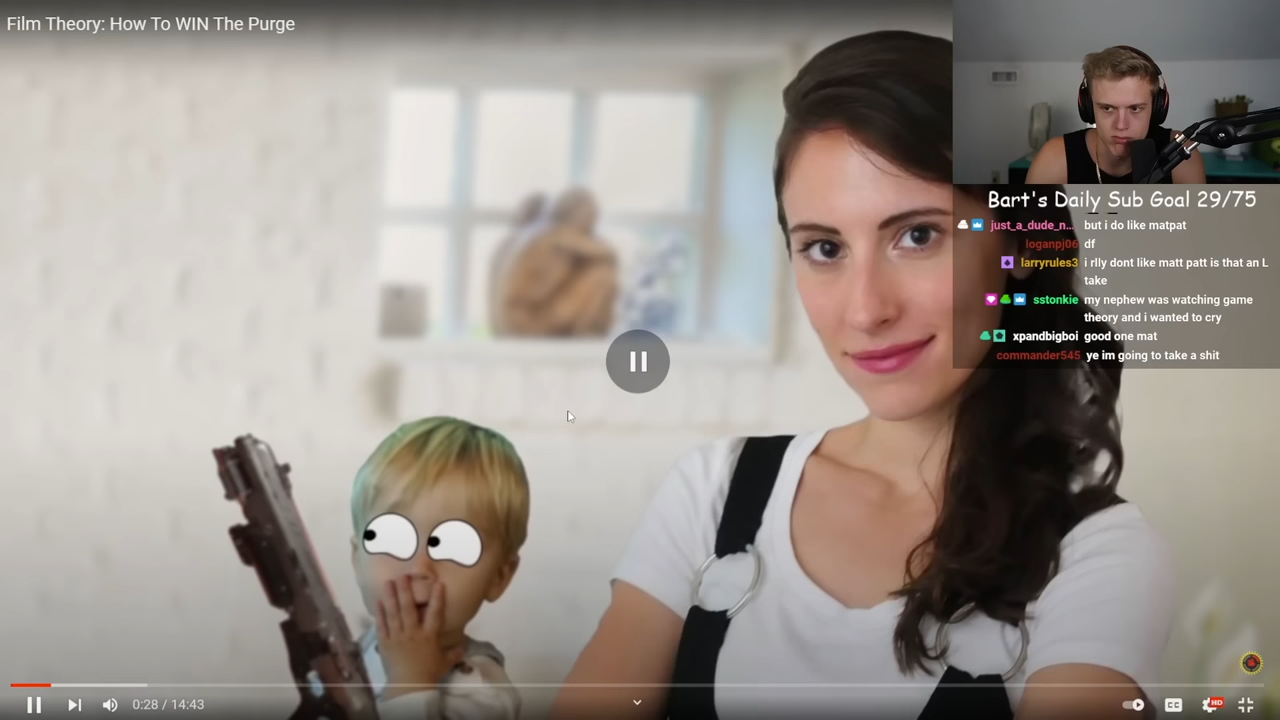 Film Theory: How To WIN The Purge
Bart's Daily Sub Goal 29/75
just_a_dude_n... but i do like matpat
loganpj06 df
larryrules3 i rlly dont like matt patt is that an L
take
sstonkie my nephew was watching game
theory and i wanted to cry
xpandbigboi good one mat
commander545 ye im going to take a shit
0:28 / 14:43
CC
HD